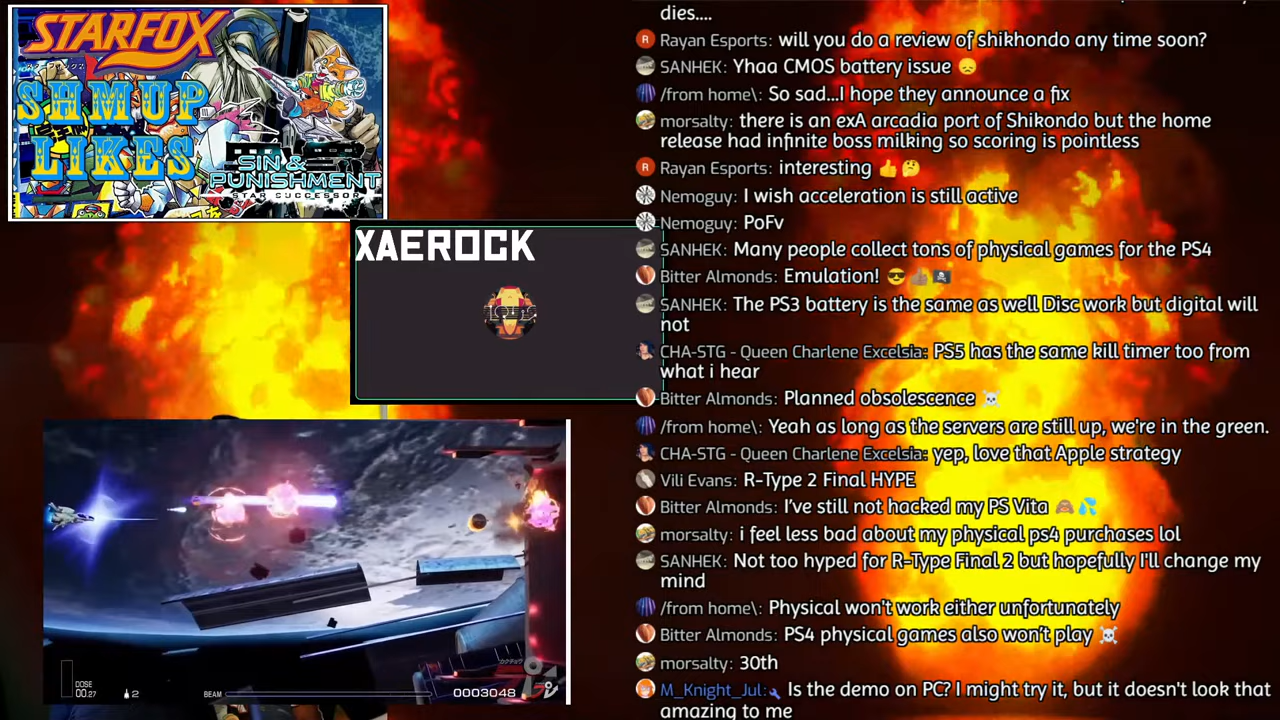 STARFOX
SHMUP
LIKES
SIN &
PUNISHMENT
STAR SUCCESSOR
XAEROCK
LOTUS
DOSE
00.27
2
BEAM
0003048
dies....
R Rayan Esports: will you do a review of shikhondo any time soon?
SANHEK: Yhaa CMOS battery issue 😞
/from home\: So sad...I hope they announce a fix
morsalty: there is an exA arcadia port of Shikondo but the home
release had infinite boss milking so scoring is pointless
R Rayan Esports: interesting 👍🤔
Nemoguy: I wish acceleration is still active
Nemoguy: PoFv
SANHEK: Many people collect tons of physical games for the PS4
Bitter Almonds: Emulation! 😎👍🏴‍☠️
SANHEK: The PS3 battery is the same as well Disc work but digital will
not
CHA-STG - Queen Charlene Excelsia: PS5 has the same kill timer too from
what i hear
Bitter Almonds: Planned obsolescence ☠️
/from home\: Yeah as long as the servers are still up, we're in the green.
CHA-STG - Queen Charlene Excelsia: yep, love that Apple strategy
Vili Evans: R-Type 2 Final HYPE
Bitter Almonds: I've still not hacked my PS Vita 🙈💦
morsalty: i feel less bad about my physical ps4 purchases lol
SANHEK: Not too hyped for R-Type Final 2 but hopefully I'll change my
mind
/from home\: Physical won't work either unfortunately
Bitter Almonds: PS4 physical games also won't play ☠️
morsalty: 30th
M_Knight_Jul:🔧 Is the demo on PC? I might try it, but it doesn't look that
amazing to me